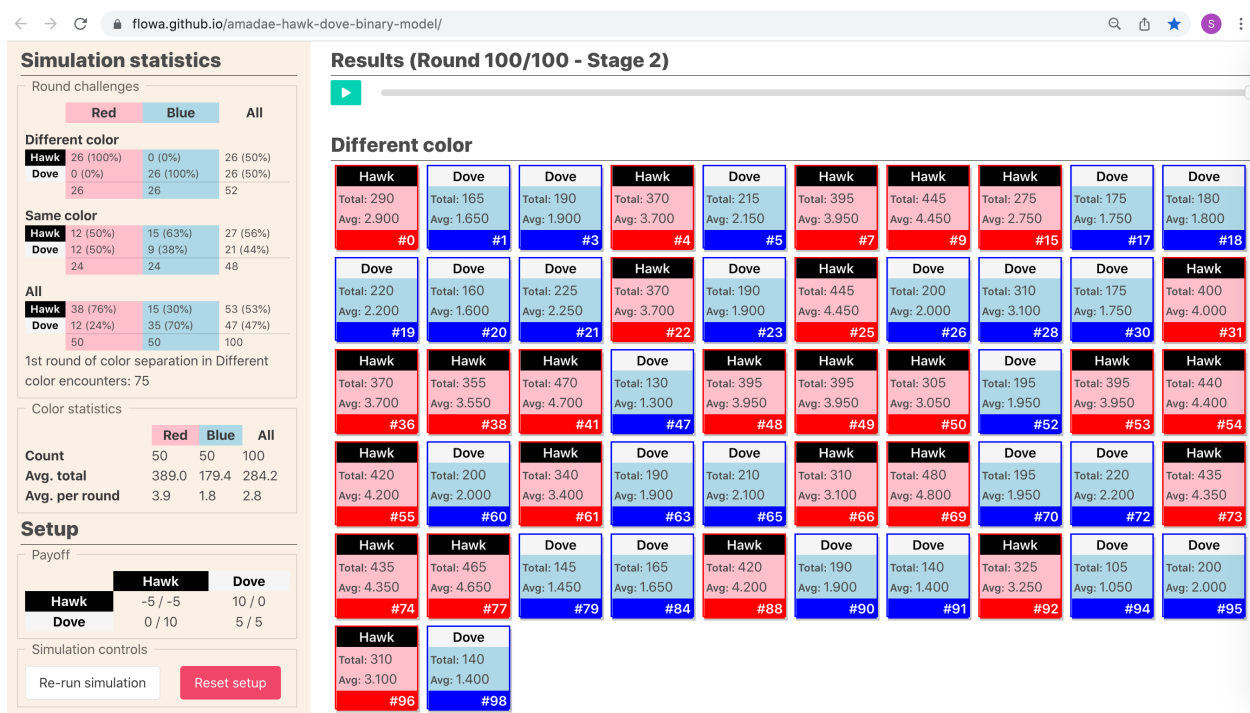 flowa.github.io/amadae-hawk-dove-binary-model/
S
Simulation statistics
Round challenges
Red Blue All
Different color
Hawk 26 (100%) 0 (0%) 26 (50%)
Dove 0 (0%) 26 (100%) 26 (50%)
26 26 52
Same color
Hawk 12 (50%) 15 (63%) 27 (56%)
Dove 12 (50%) 9 (38%) 21 (44%)
24 24 48
All
Hawk 38 (76%) 15 (30%) 53 (53%)
Dove 12 (24%) 35 (70%) 47 (47%)
50 50 100
1st round of color separation in Different
color encounters: 75
Color statistics
Red Blue All
Count 50 50 100
Avg. total 389.0 179.4 284.2
Avg. per round 3.9 1.8 2.8
Setup
Payoff
Hawk Dove
Hawk -5 / -5 10 / 0
Dove 0 / 10 5 / 5
Simulation controls
Re-run simulation Reset setup
Results (Round 100/100 - Stage 2)
Different color
Hawk Dove Dove Hawk Dove Hawk Hawk Hawk Dove Dove
Total: 290 Total: 165 Total: 190 Total: 370 Total: 215 Total: 395 Total: 445 Total: 275 Total: 175 Total: 180
Avg: 2.900 Avg: 1.650 Avg: 1.900 Avg: 3.700 Avg: 2.150 Avg: 3.950 Avg: 4.450 Avg: 2.750 Avg: 1.750 Avg: 1.800
#0 #1 #3 #4 #5 #7 #9 #15 #17 #18
Dove Dove Dove Hawk Dove Hawk Dove Dove Dove Hawk
Total: 220 Total: 160 Total: 225 Total: 370 Total: 190 Total: 445 Total: 200 Total: 310 Total: 175 Total: 400
Avg: 2.200 Avg: 1.600 Avg: 2.250 Avg: 3.700 Avg: 1.900 Avg: 4.450 Avg: 2.000 Avg: 3.100 Avg: 1.750 Avg: 4.000
#19 #20 #21 #22 #23 #25 #26 #28 #30 #31
Hawk Hawk Hawk Dove Hawk Hawk Hawk Dove Hawk Hawk
Total: 370 Total: 355 Total: 470 Total: 130 Total: 395 Total: 395 Total: 305 Total: 195 Total: 395 Total: 440
Avg: 3.700 Avg: 3.550 Avg: 4.700 Avg: 1.300 Avg: 3.950 Avg: 3.950 Avg: 3.050 Avg: 1.950 Avg: 3.950 Avg: 4.400
#36 #38 #41 #47 #48 #49 #50 #52 #53 #54
Hawk Dove Hawk Dove Dove Hawk Hawk Dove Dove Hawk
Total: 420 Total: 200 Total: 340 Total: 190 Total: 210 Total: 310 Total: 480 Total: 195 Total: 220 Total: 435
Avg: 4.200 Avg: 2.000 Avg: 3.400 Avg: 1.900 Avg: 2.100 Avg: 3.100 Avg: 4.800 Avg: 1.950 Avg: 2.200 Avg: 4.350
#55 #60 #61 #63 #65 #66 #69 #70 #72 #73
Hawk Hawk Dove Dove Hawk Dove Dove Hawk Dove Dove
Total: 435 Total: 465 Total: 145 Total: 165 Total: 420 Total: 190 Total: 140 Total: 325 Total: 105 Total: 200
Avg: 4.350 Avg: 4.650 Avg: 1.450 Avg: 1.650 Avg: 4.200 Avg: 1.900 Avg: 1.400 Avg: 3.250 Avg: 1.050 Avg: 2.000
#74 #77 #79 #84 #88 #90 #91 #92 #94 #95
Hawk Dove
Total: 310 Total: 140
Avg: 3.100 Avg: 1.400
#96 #98